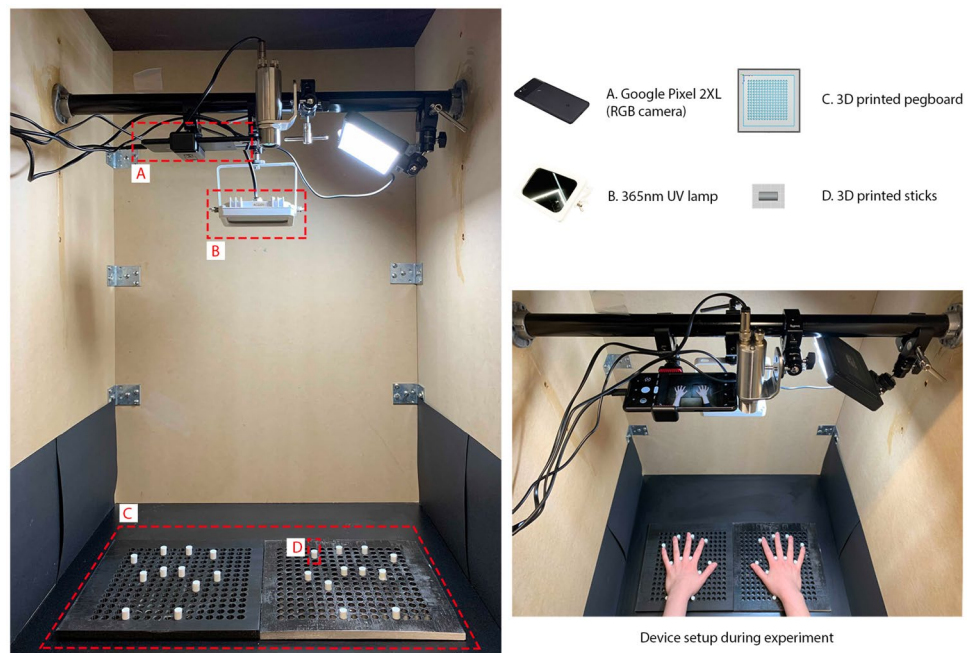 A
B
C
D
A. Google Pixel 2XL
(RGB camera)
C. 3D printed pegboard
B. 365nm UV lamp
D. 3D printed sticks
Device setup during experiment